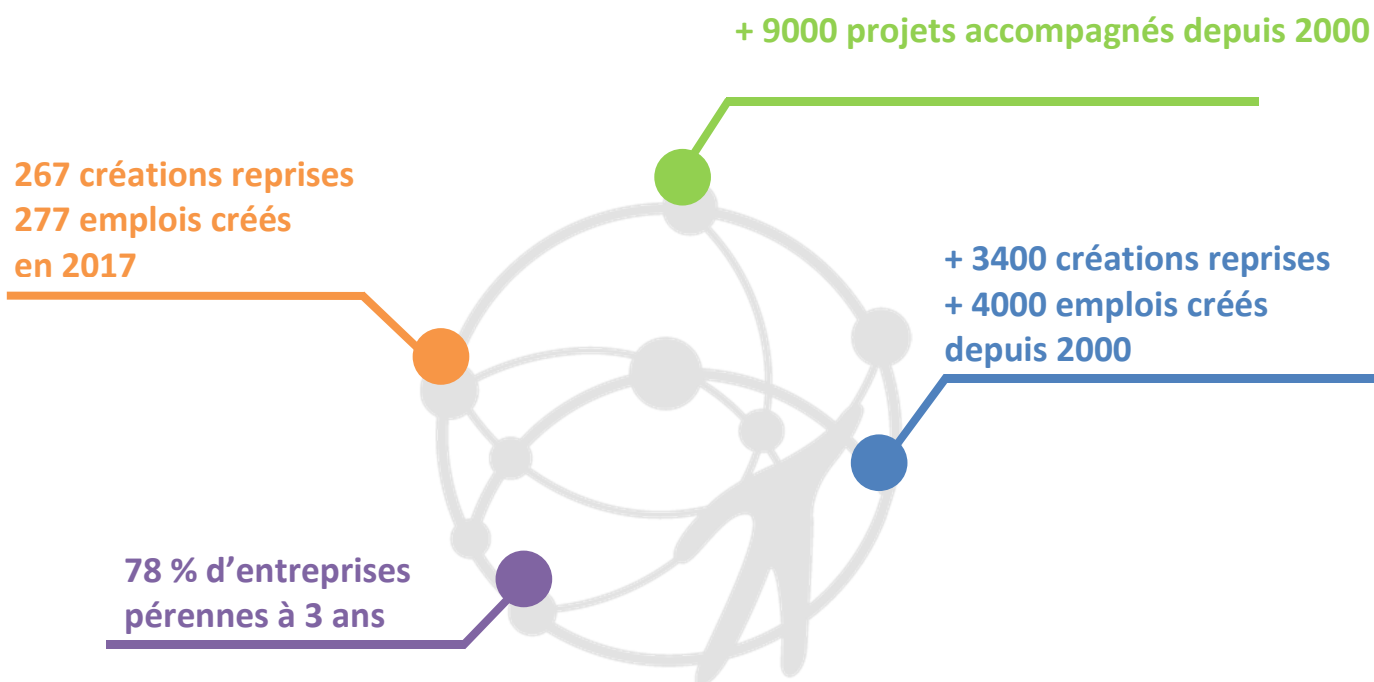 + 9000 projets accompagnés depuis 2000
267 créations reprises
277 emplois créés
en 2017
+ 3400 créations reprises
+ 4000 emplois créés
depuis 2000
78 % d’entreprises
pérennes à 3 ans